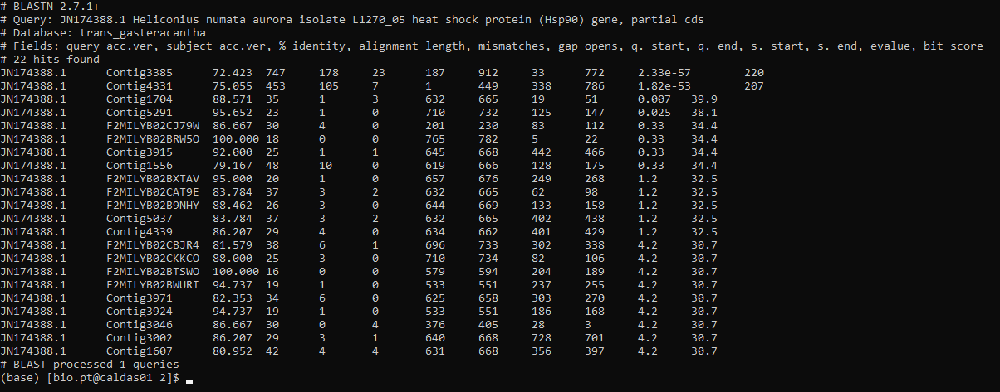 # BLASTN 2.7.1+
# Query: JN174388.1 Heliconius numata aurora isolate L1270_05 heat shock protein (Hsp90) gene, partial cds
# Database: trans_gasteracantha
# Fields: query acc.ver, subject acc.ver, % identity, alignment length, mismatches, gap opens, q. start, q. end, s. start, s. end, evalue, bit score
# 22 hits found
JN174388.1 Contig3385 72.423 747 178 23 187 912 33 772 2.33e-57 220
JN174388.1 Contig4331 75.055 453 105 7 1 449 338 786 1.82e-53 207
JN174388.1 Contig1704 88.571 35 1 3 632 665 19 51 0.007 39.9
JN174388.1 Contig5291 95.652 23 1 0 710 732 125 147 0.025 38.1
JN174388.1 F2MILYB02CJ79W 86.667 30 4 0 201 230 83 112 0.33 34.4
JN174388.1 F2MILYB02BRW5O 100.000 18 0 0 765 782 5 22 0.33 34.4
JN174388.1 Contig3915 92.000 25 1 1 645 668 442 466 0.33 34.4
JN174388.1 Contig1556 79.167 48 10 0 619 666 128 175 0.33 34.4
JN174388.1 F2MILYB02BXTAV 95.000 20 1 0 657 676 249 268 1.2 32.5
JN174388.1 F2MILYB02CAT9E 83.784 37 3 2 632 665 62 98 1.2 32.5
JN174388.1 F2MILYB02B9NHY 88.462 26 3 0 644 669 133 158 1.2 32.5
JN174388.1 Contig5037 83.784 37 3 2 632 665 402 438 1.2 32.5
JN174388.1 Contig4339 86.207 29 4 0 634 662 401 429 1.2 32.5
JN174388.1 F2MILYB02CBJR4 81.579 38 6 1 696 733 302 338 4.2 30.7
JN174388.1 F2MILYB02CKKCO 88.000 25 3 0 710 734 82 106 4.2 30.7
JN174388.1 F2MILYB02BTSWO 100.000 16 0 0 579 594 204 189 4.2 30.7
JN174388.1 F2MILYB02BWURI 94.737 19 1 0 533 551 237 255 4.2 30.7
JN174388.1 Contig3971 82.353 34 6 0 625 658 303 270 4.2 30.7
JN174388.1 Contig3924 94.737 19 1 0 533 551 186 168 4.2 30.7
JN174388.1 Contig3046 86.667 30 0 4 376 405 28 3 4.2 30.7
JN174388.1 Contig3002 86.207 29 3 1 640 668 728 701 4.2 30.7
JN174388.1 Contig1607 80.952 42 4 4 631 668 356 397 4.2 30.7
# BLAST processed 1 queries
(base) [bio.pt@caldas01 2]$